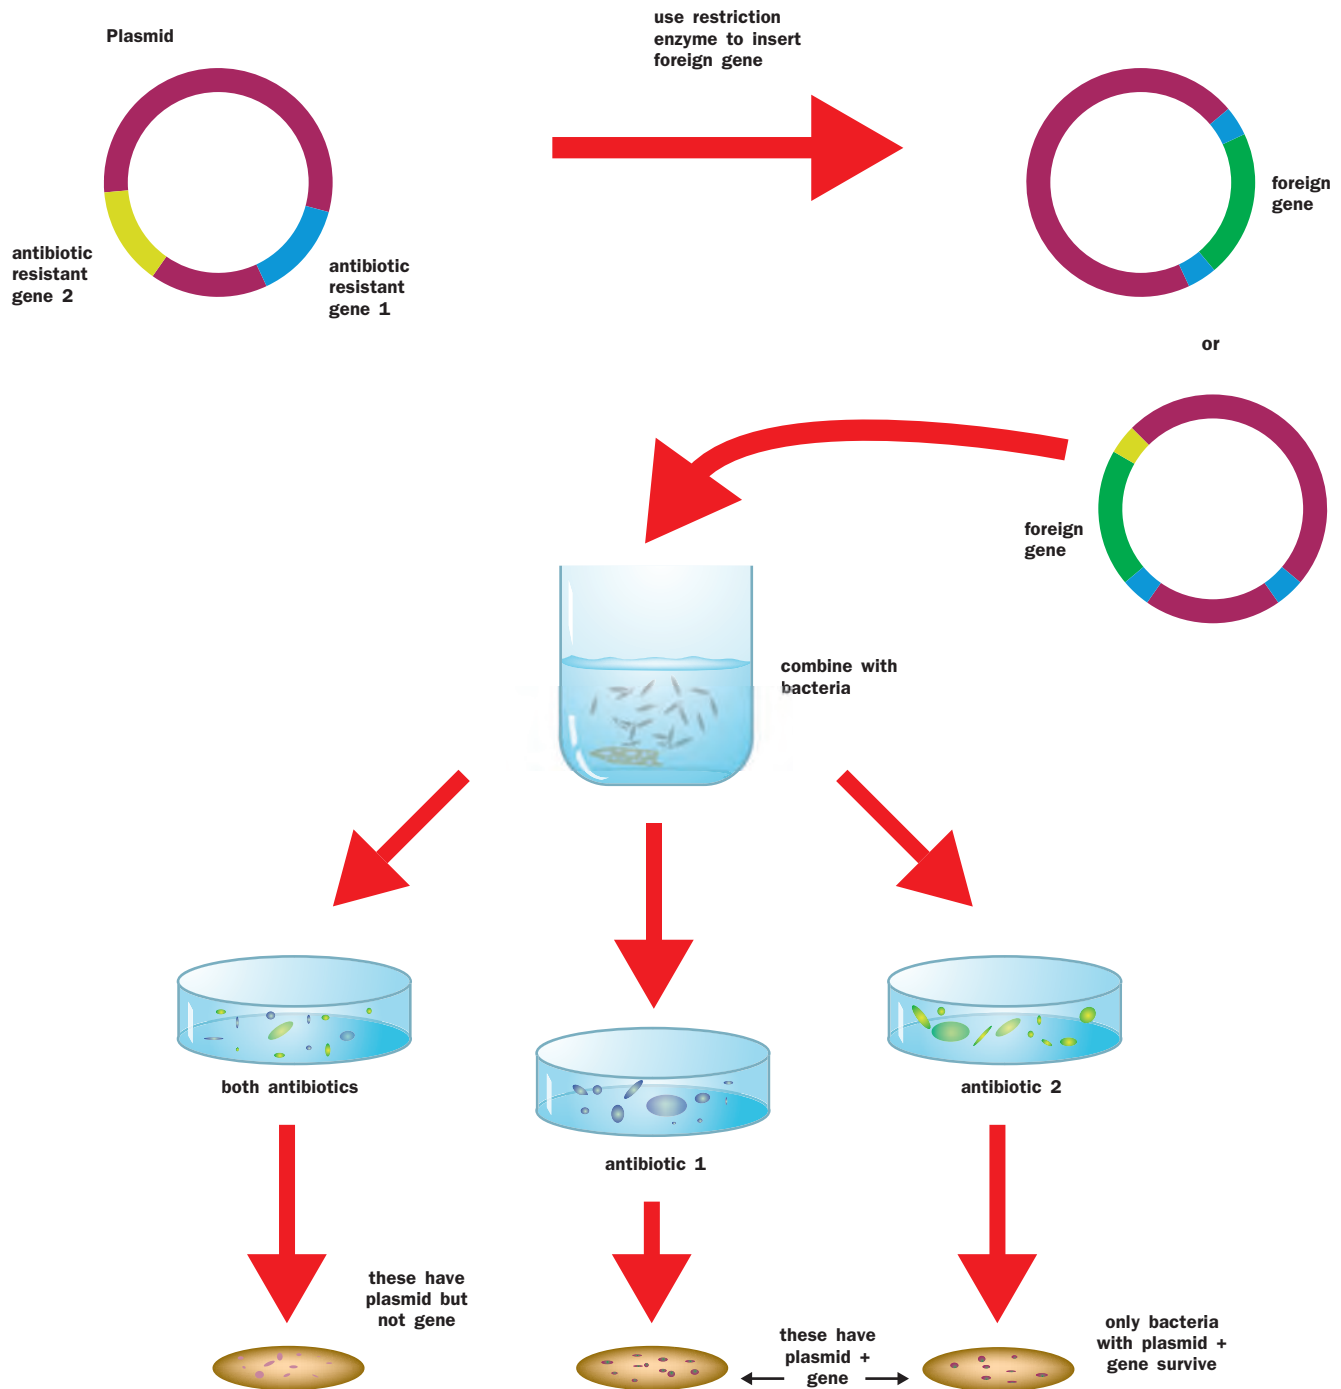 Plasmid
use restriction
enzyme to insert
foreign gene
antibiotic
resistant
gene 2
antibiotic
resistant
gene 1
foreign
gene
or
foreign
gene
combine with
bacteria
both antibiotics
antibiotic 1
antibiotic 2
these have
plasmid but
not gene
these have
plasmid +
gene
only bacteria
with plasmid +
gene survive